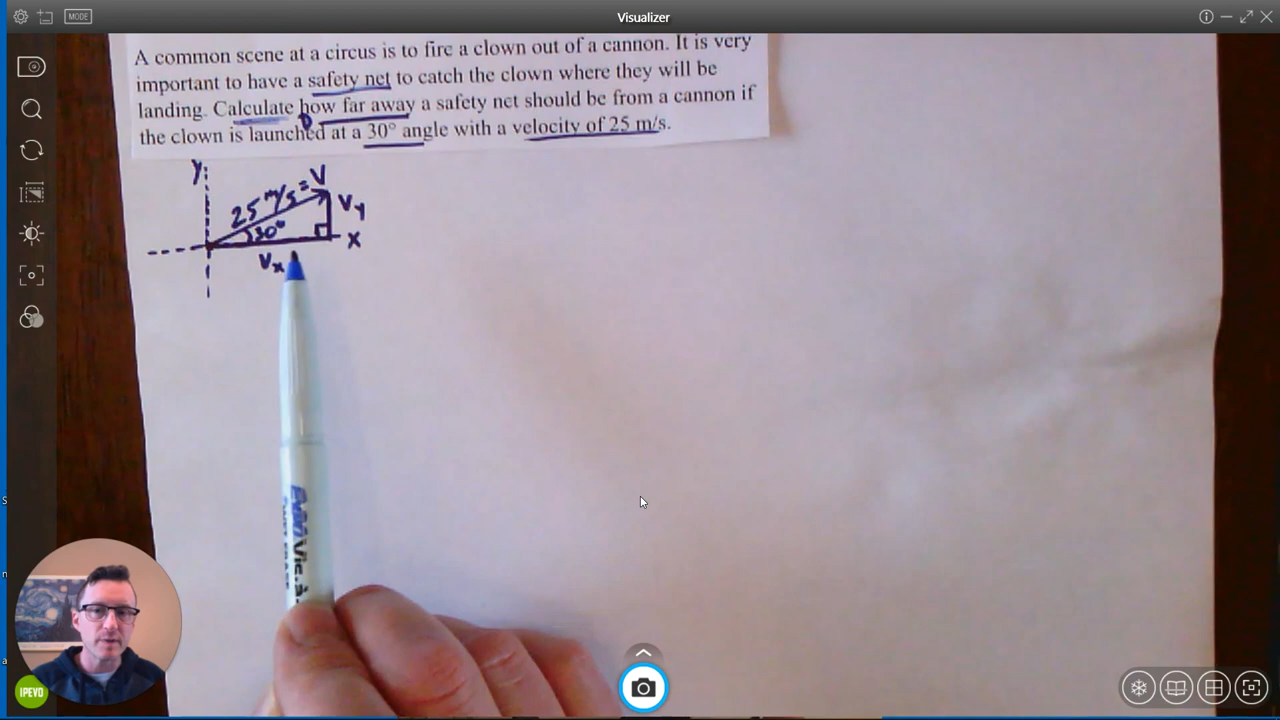 MODE
Visualizer
A common scene at a circus is to fire a clown out of a cannon. It is very
important to have a safety net to catch the clown where they will be
landing. Calculate how far away a safety net should be from a cannon if
the clown is launched at a 30° angle with a velocity of 25 m/s.
y
25 m/s = V
Vy
30°
x
Vx
IPEVO